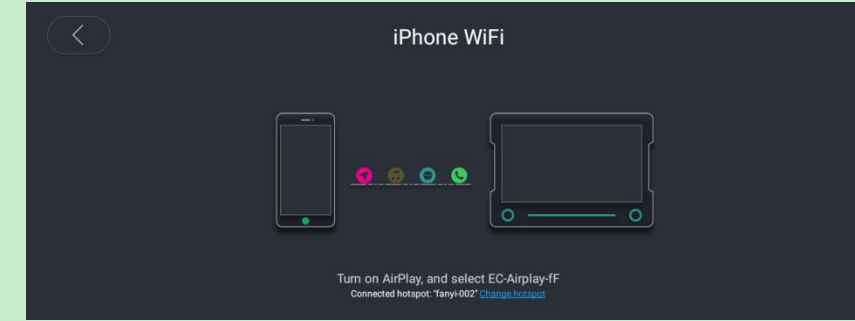 iPhone WiFi
Turn on AirPlay, and select EC-Airplay-fF
Connected hotspot: "fanyi-002" Change hotspot